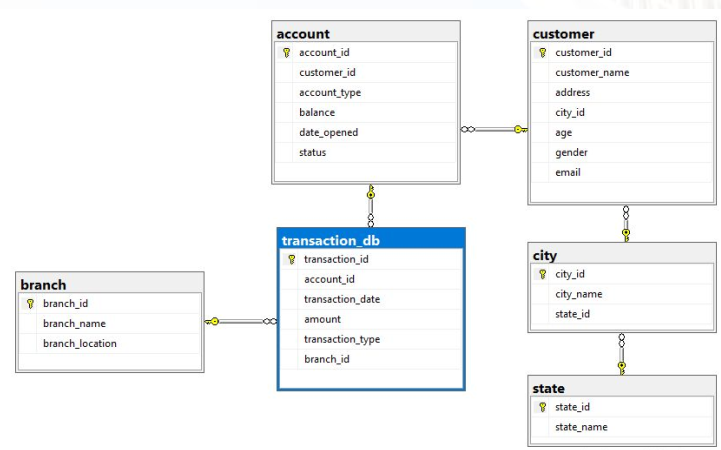 account
account_id
customer_id
account_type
balance
date_opened
status
customer
customer_id
customer_name
address
city_id
age
gender
email
transaction_db
transaction_id
account_id
transaction_date
amount
transaction_type
branch_id
branch
branch_id
branch_name
branch_location
city
city_id
city_name
state_id
state
state_id
state_name